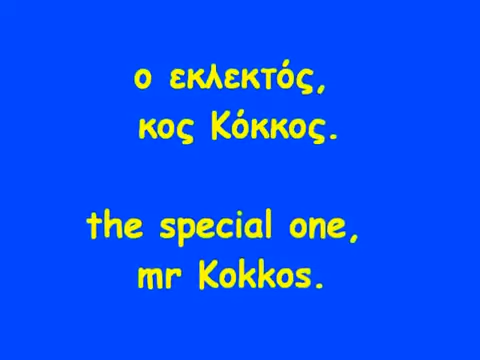 ο εκλεκτός,
κος Κόκκος.
the special one,
mr Kokkos.